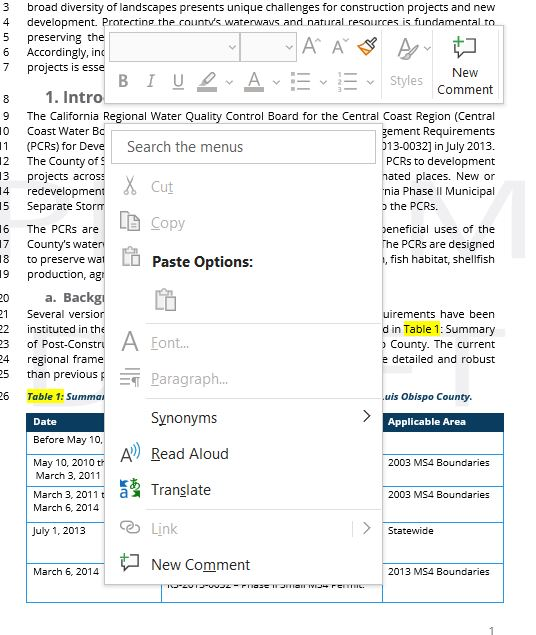 3 broad diversity of landscapes presents unique challenges for construction projects and new
4 development. Protecting the county's waterways and natural resources is fundamental to
5 preserving the
6 Accordingly, inc
7 projects is esse
B I U Styles New Comment
8 1. Intro
9 The California Regional Water Quality Control Board for the Central Coast Region (Central
10 Coast Water Bo gement Requirements
11 (PCRs) for Deve 013-0032] in July 2013.
12 The County of S PCRs to development
13 projects across nated places. New or
14 redevelopment nia Phase II Municipal
15 Separate Storm o the PCRs.
16 The PCRs are beneficial uses of the
17 County's water The PCRs are designed
18 to preserve wat , fish habitat, shellfish
19 production, agr
20 a. Backgr
21 Several version uirements have been
22 instituted in the d in Table 1: Summary
23 of Post-Constru o County. The current
24 regional frame e detailed and robust
25 than previous p
26 Table 1: Summar uis Obispo County.
Date Applicable Area
Before May 10,
May 10, 2010 th 2003 MS4 Boundaries
March 3, 2011
March 3, 2011 t 2003 MS4 Boundaries
March 6, 2014
July 1, 2013 Statewide
March 6, 2014 2013 MS4 Boundaries
R3-2013-0032 – Phase II Small MS4 Permit.
Search the menus
Cut
Copy
Paste Options:
Font...
Paragraph...
Synonyms
Read Aloud
Translate
Link
New Comment
1